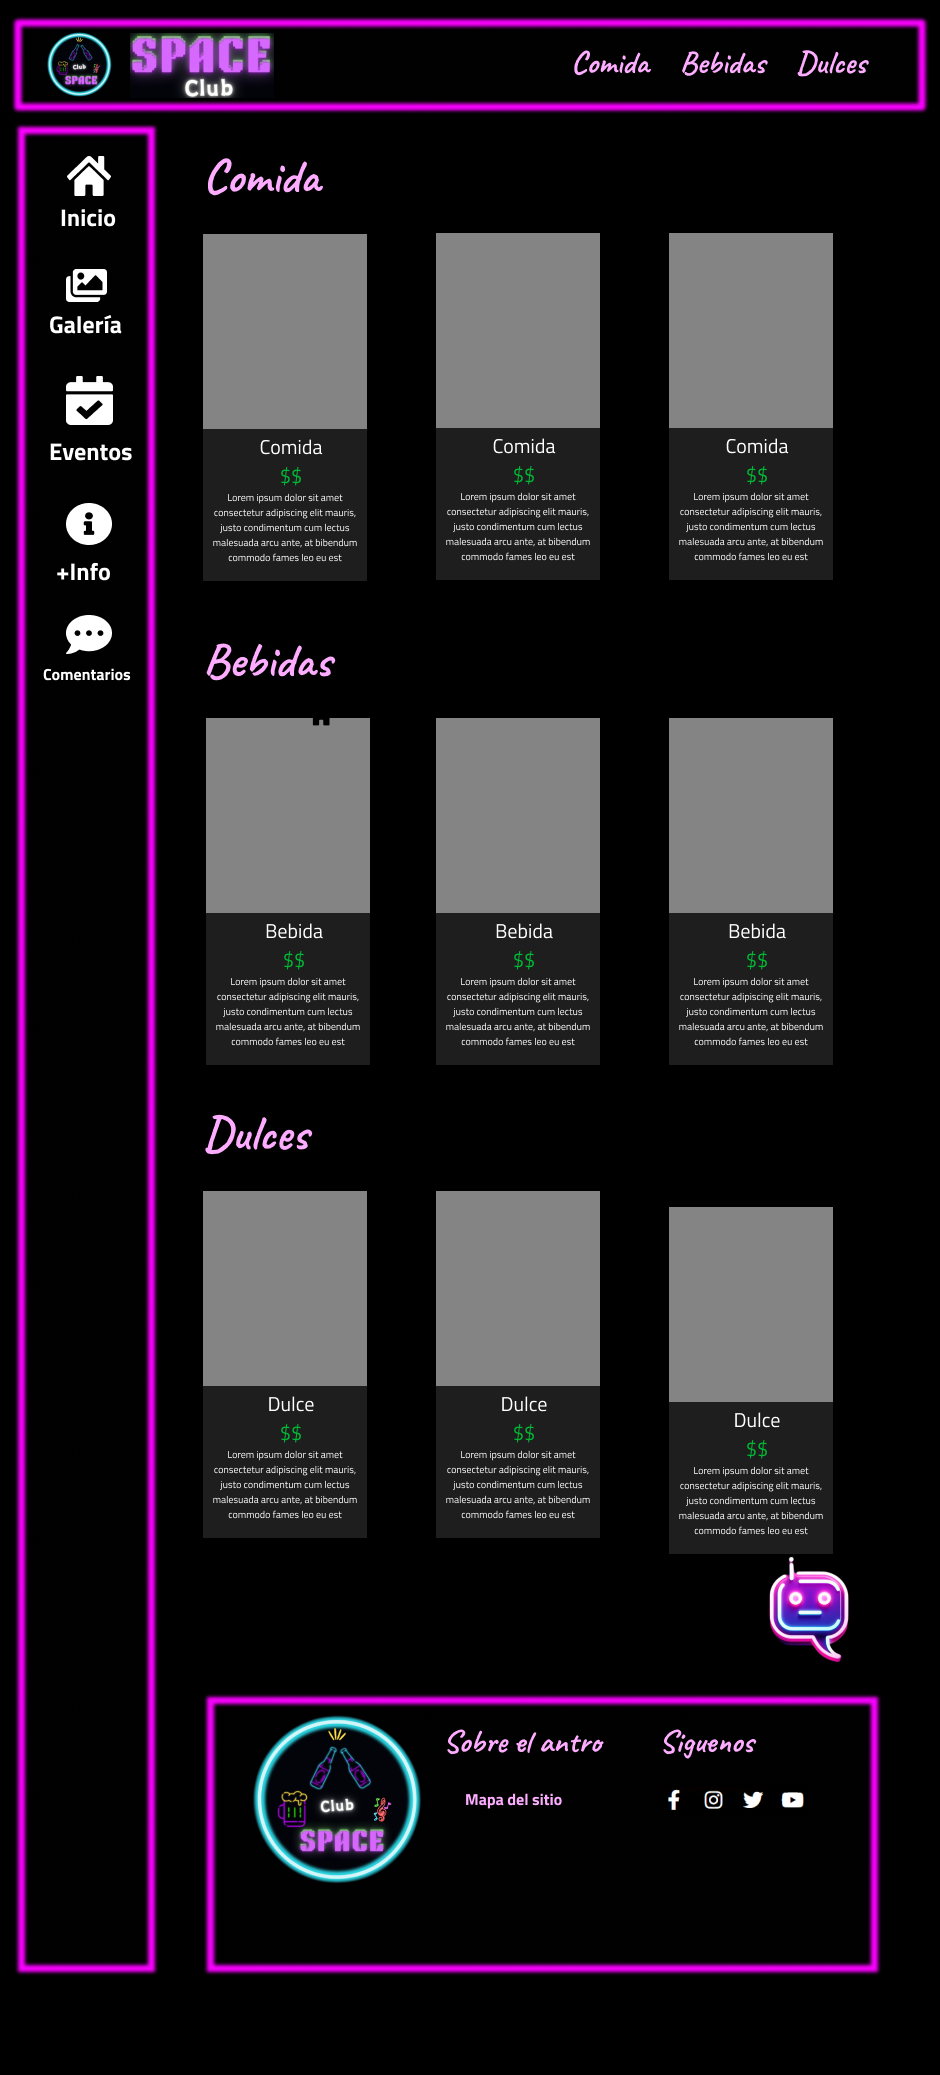 Club
SPACE
SPACE
Club
Comida
Bebidas
Dulces
Inicio
Galería
Eventos
+Info
Comentarios
Comida
Comida
$$
Lorem ipsum dolor sit amet
consectetur adipiscing elit mauris,
justo condimentum cum lectus
malesuada arcu ante, at bibendum
commodo fames leo eu est
Comida
$$
Lorem ipsum dolor sit amet
consectetur adipiscing elit mauris,
justo condimentum cum lectus
malesuada arcu ante, at bibendum
commodo fames leo eu est
Comida
$$
Lorem ipsum dolor sit amet
consectetur adipiscing elit mauris,
justo condimentum cum lectus
malesuada arcu ante, at bibendum
commodo fames leo eu est
Bebidas
Bebida
$$
Lorem ipsum dolor sit amet
consectetur adipiscing elit mauris,
justo condimentum cum lectus
malesuada arcu ante, at bibendum
commodo fames leo eu est
Bebida
$$
Lorem ipsum dolor sit amet
consectetur adipiscing elit mauris,
justo condimentum cum lectus
malesuada arcu ante, at bibendum
commodo fames leo eu est
Bebida
$$
Lorem ipsum dolor sit amet
consectetur adipiscing elit mauris,
justo condimentum cum lectus
malesuada arcu ante, at bibendum
commodo fames leo eu est
Dulces
Dulce
$$
Lorem ipsum dolor sit amet
consectetur adipiscing elit mauris,
justo condimentum cum lectus
malesuada arcu ante, at bibendum
commodo fames leo eu est
Dulce
$$
Lorem ipsum dolor sit amet
consectetur adipiscing elit mauris,
justo condimentum cum lectus
malesuada arcu ante, at bibendum
commodo fames leo eu est
Dulce
$$
Lorem ipsum dolor sit amet
consectetur adipiscing elit mauris,
justo condimentum cum lectus
malesuada arcu ante, at bibendum
commodo fames leo eu est
Club
SPACE
Sobre el antro
Mapa del sitio
Siguenos